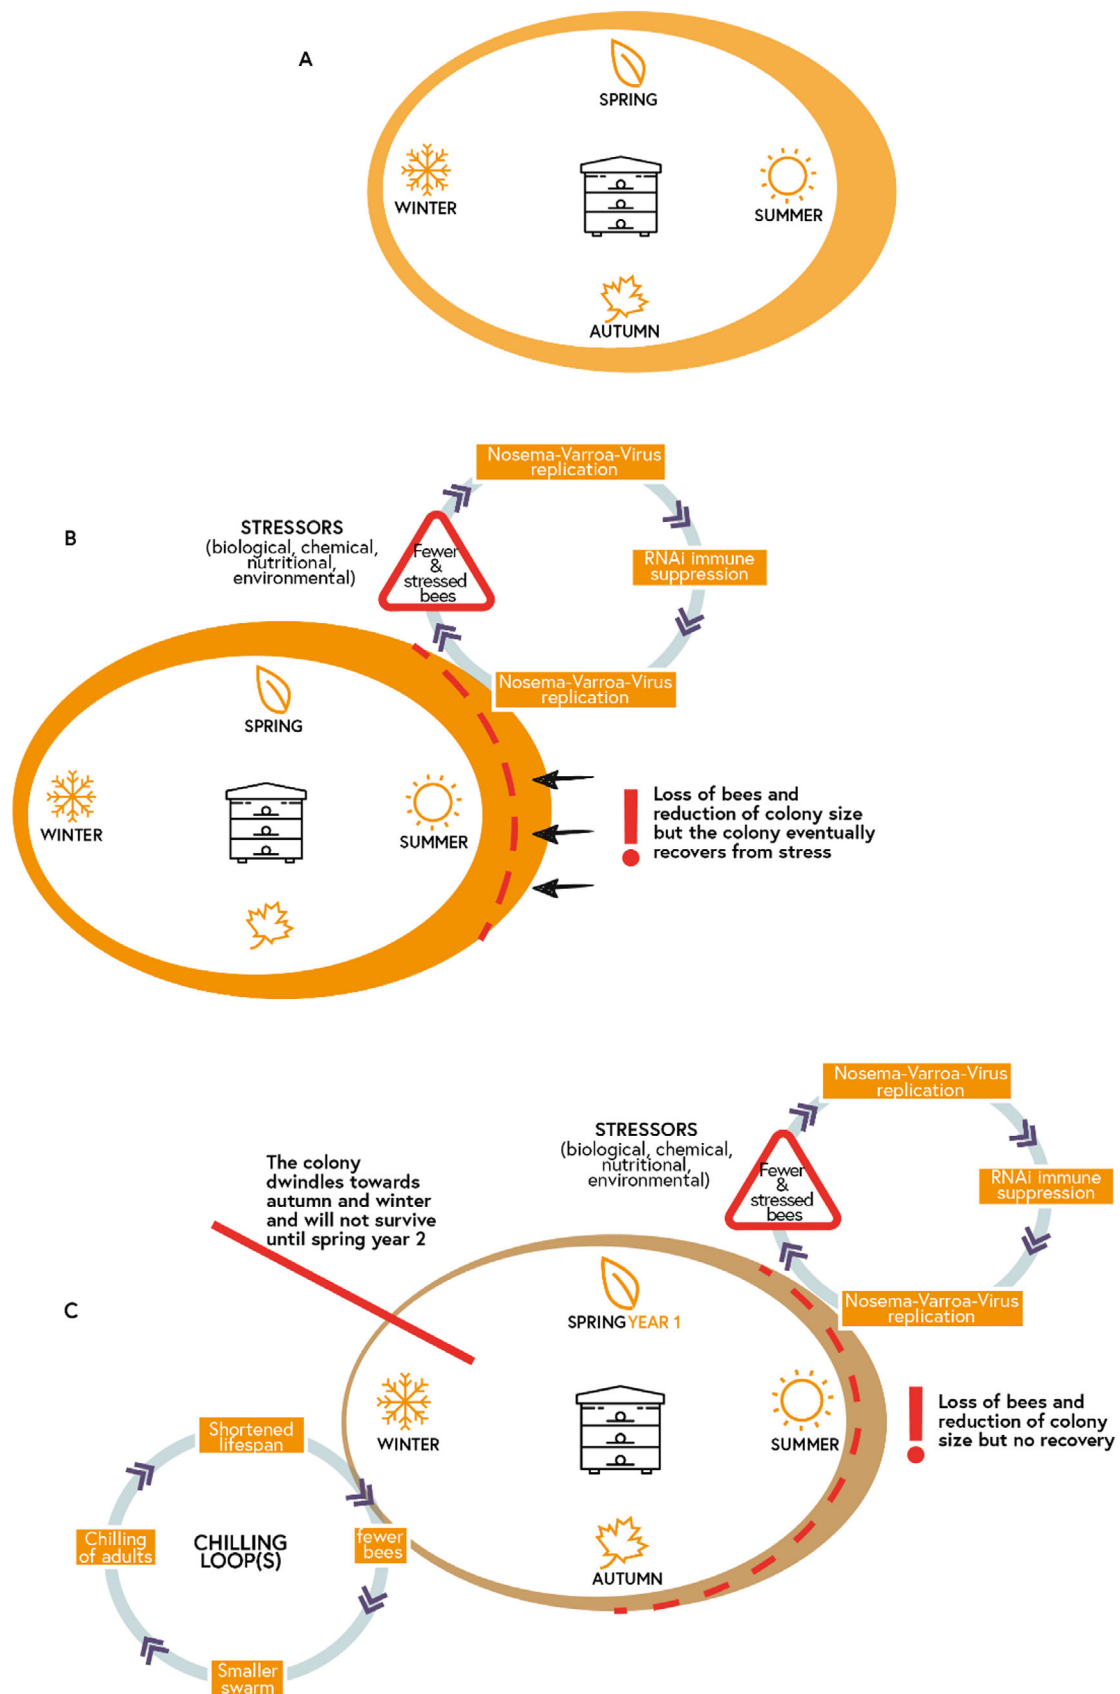 A
SPRING
WINTER
SUMMER
AUTUMN
B
Nosema-Varroa-Virus
replication
STRESSORS
(biological, chemical,
nutritional,
environmental)
Fewer
&
stressed
bees
RNAi immune
suppression
Nosema-Varroa-Virus
replication
SPRING
WINTER
SUMMER
Loss of bees and
reduction of colony size
but the colony eventually
recovers from stress
C
Nosema-Varroa-Virus
replication
STRESSORS
(biological, chemical,
nutritional,
environmental)
Fewer
&
stressed
bees
RNAi immune
suppression
Nosema-Varroa-Virus
replication
The colony
dwindles towards
autumn and winter
and will not survive
until spring year 2
SPRING YEAR 1
WINTER
SUMMER
AUTUMN
Loss of bees and
reduction of colony
size but no recovery
Shortened
lifespan
Chilling
of adults
CHILLING
LOOP(S)
fewer
bees
Smaller
swarm